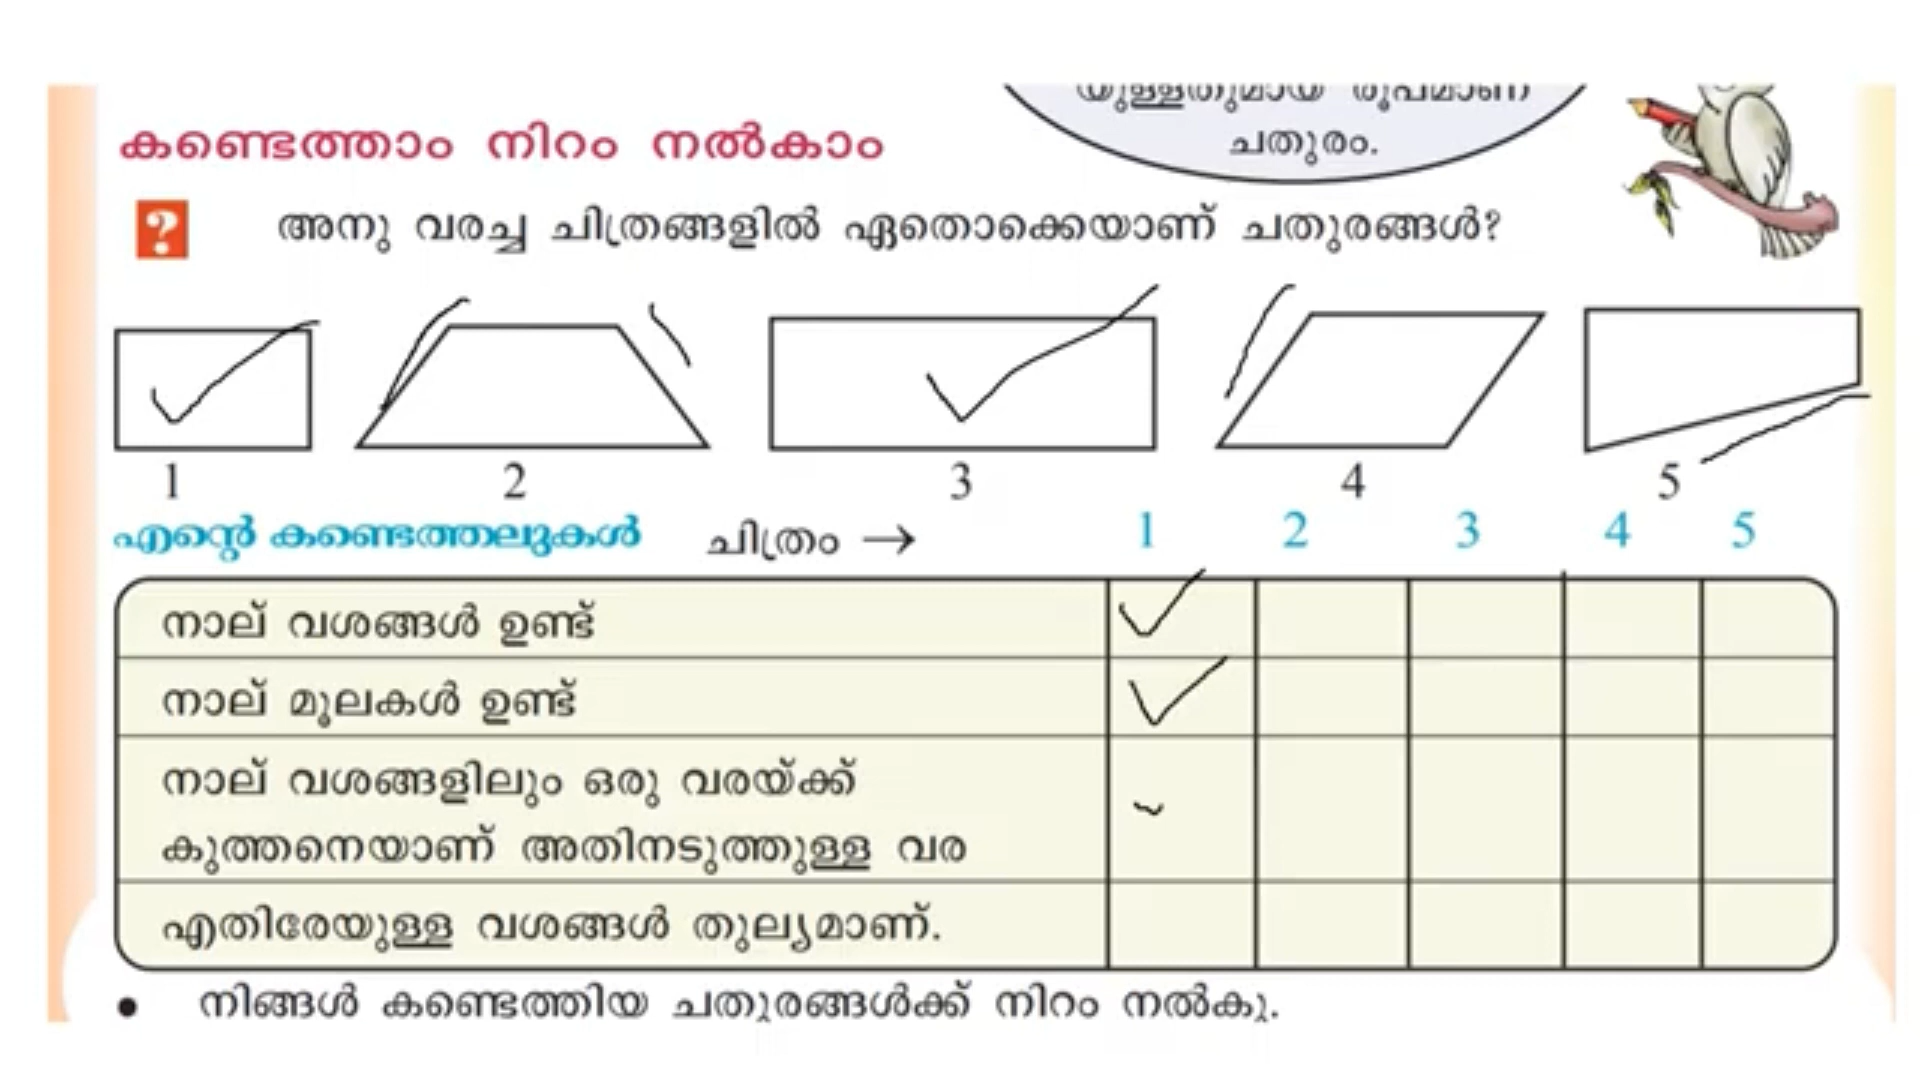 യുള്ളതുമായ രൂപമാണ്
ചതുരം.
കണ്ടെത്താം നിറം നൽകാം
? അനു വരച്ച ചിത്രങ്ങളിൽ ഏതൊക്കെയാണ് ചതുരങ്ങൾ?
1 2 3 4 5
എന്റെ കണ്ടെത്തലുകൾ ചിത്രം → 1 2 3 4 5
നാല് വശങ്ങൾ ഉണ്ട്
നാല് മൂലകൾ ഉണ്ട്
നാല് വശങ്ങളിലും ഒരു വരയ്ക്ക്
കുത്തനെയാണ് അതിനടുത്തുള്ള വര
എതിരേയുള്ള വശങ്ങൾ തുല്യമാണ്.
• നിങ്ങൾ കണ്ടെത്തിയ ചതുരങ്ങൾക്ക് നിറം നൽകൂ.